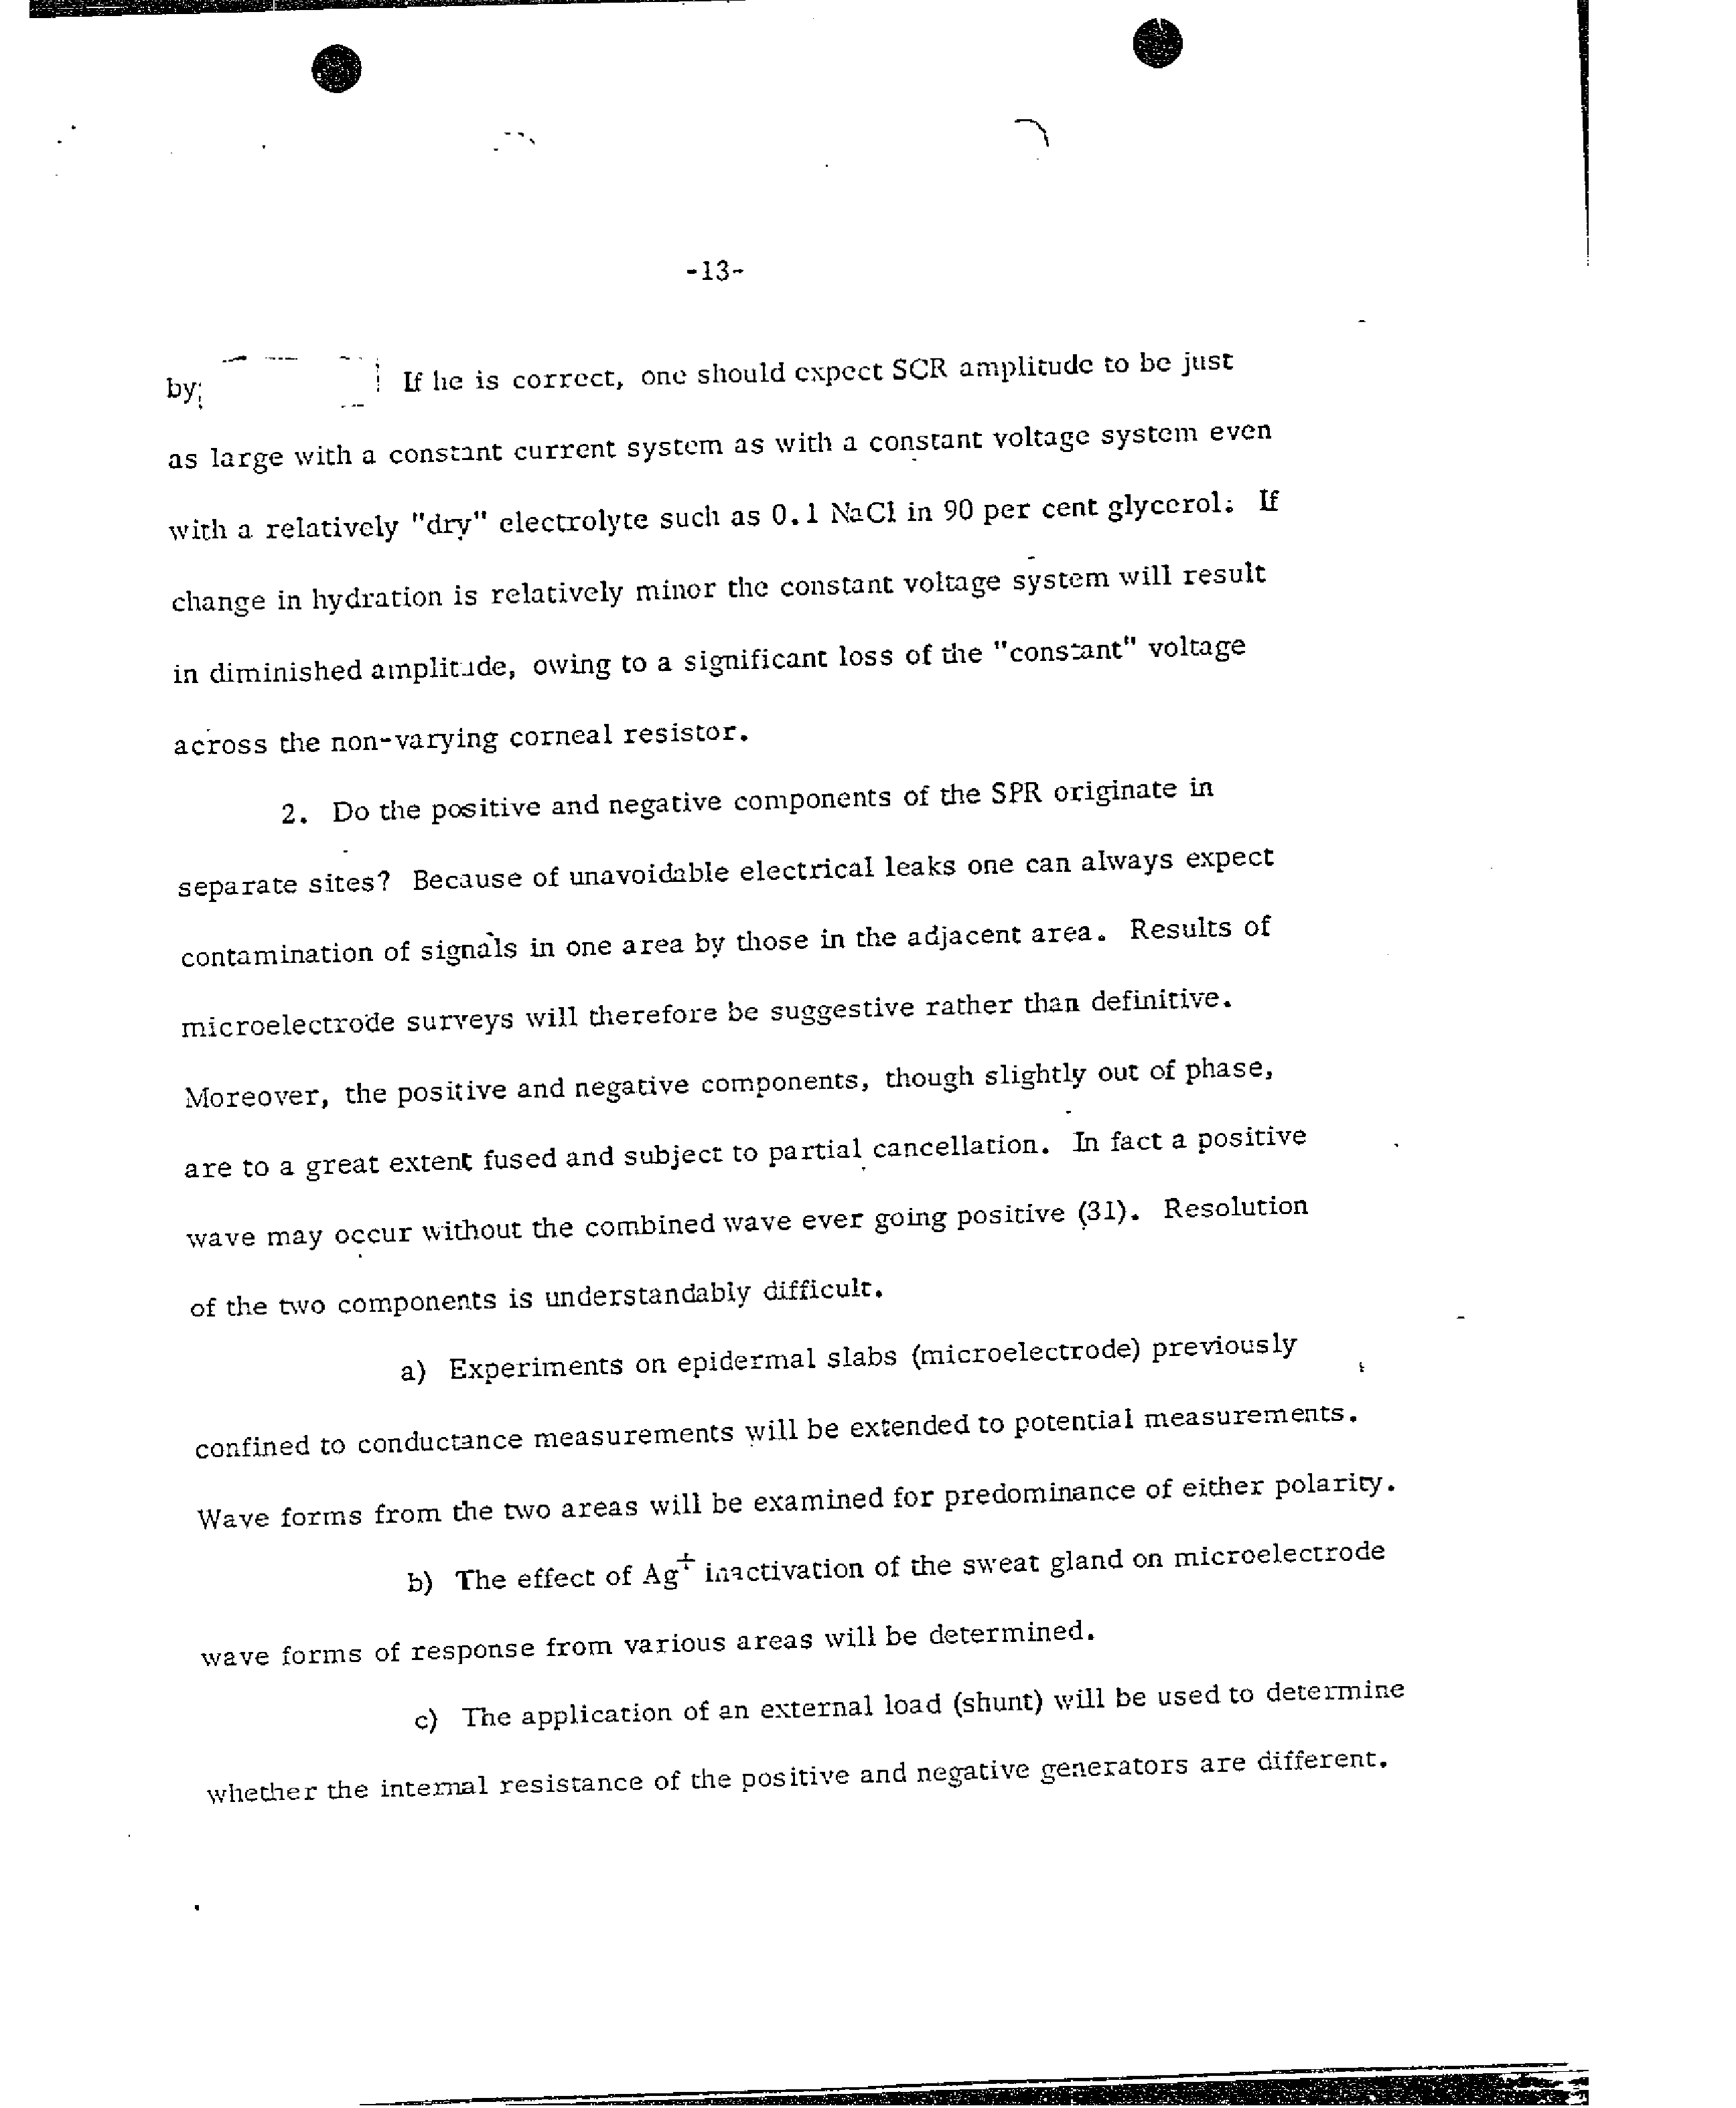 -13-
by If he is correct, one should expect SCR amplitude to be just
as large with a constant current system as with a constant voltage system even
with a relatively "dry" electrolyte such as 0.1 NaCl in 90 per cent glycerol. If
change in hydration is relatively minor the constant voltage system will result
in diminished amplitude, owing to a significant loss of the "constant" voltage
across the non-varying corneal resistor.
2. Do the positive and negative components of the SPR originate in
separate sites? Because of unavoidable electrical leaks one can always expect
contamination of signals in one area by those in the adjacent area. Results of
microelectrode surveys will therefore be suggestive rather than definitive.
Moreover, the positive and negative components, though slightly out of phase,
are to a great extent fused and subject to partial cancellation. In fact a positive
wave may occur without the combined wave ever going positive (31). Resolution
of the two components is understandably difficult.
a) Experiments on epidermal slabs (microelectrode) previously
confined to conductance measurements will be extended to potential measurements.
Wave forms from the two areas will be examined for predominance of either polarity.
b) The effect of Ag+ inactivation of the sweat gland on microelectrode
wave forms of response from various areas will be determined.
c) The application of an external load (shunt) will be used to determine
whether the internal resistance of the positive and negative generators are different.